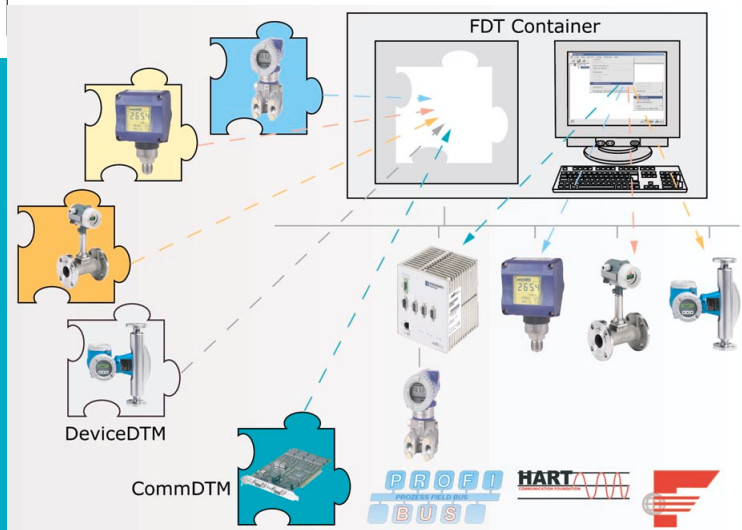 FDT Container
2654
2654
DeviceDTM
CommDTM
PROFI
PROZESS FIELD BUS
BUS
HART
COMMUNICATION FOUNDATION